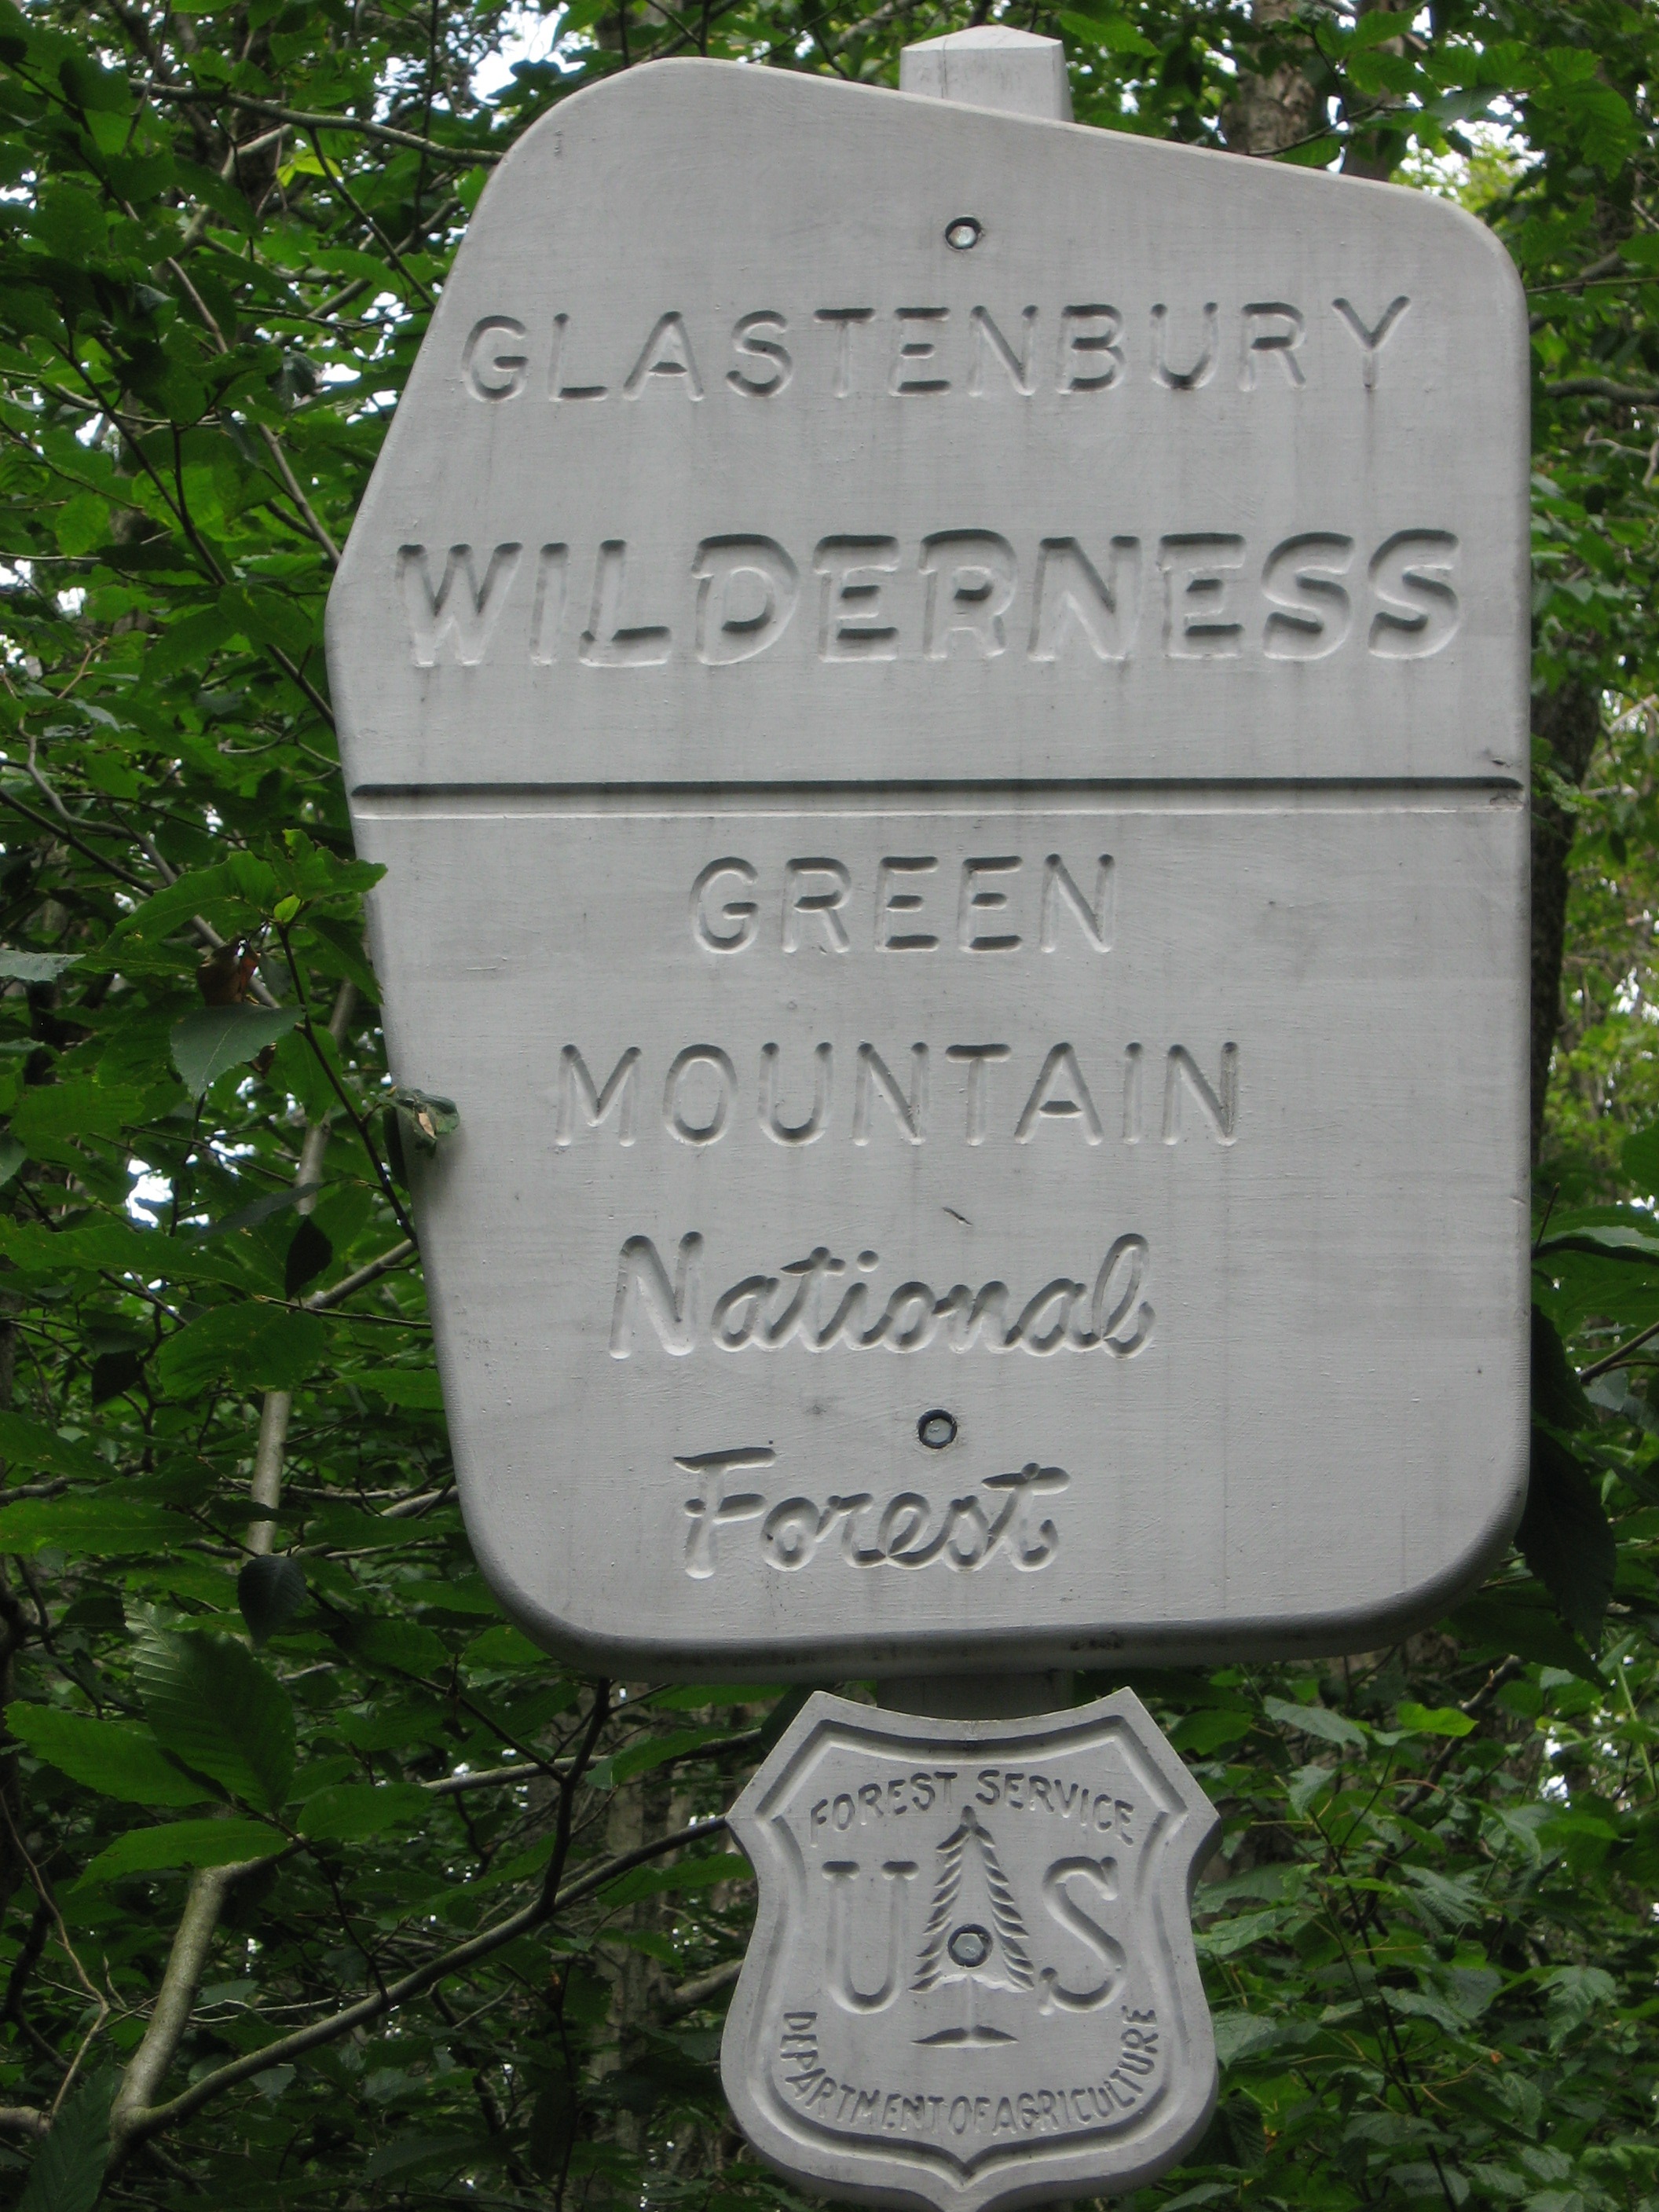 GLASTENBURY
WILDERNESS
GREEN
MOUNTAIN
National
Forest
FOREST SERVICE
U S
DEPARTMENT OF AGRICULTURE